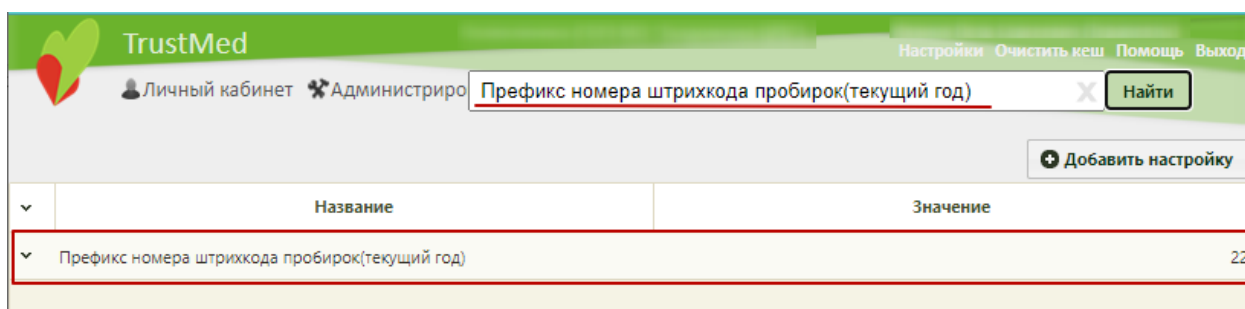 TrustMed
Настройки Очистить кеш Помощь Выход
Личный кабинет Администриро Префикс номера штрихкода пробирок(текущий год) X Найти
Добавить настройку
Название Значение
Префикс номера штрихкода пробирок(текущий год) 22